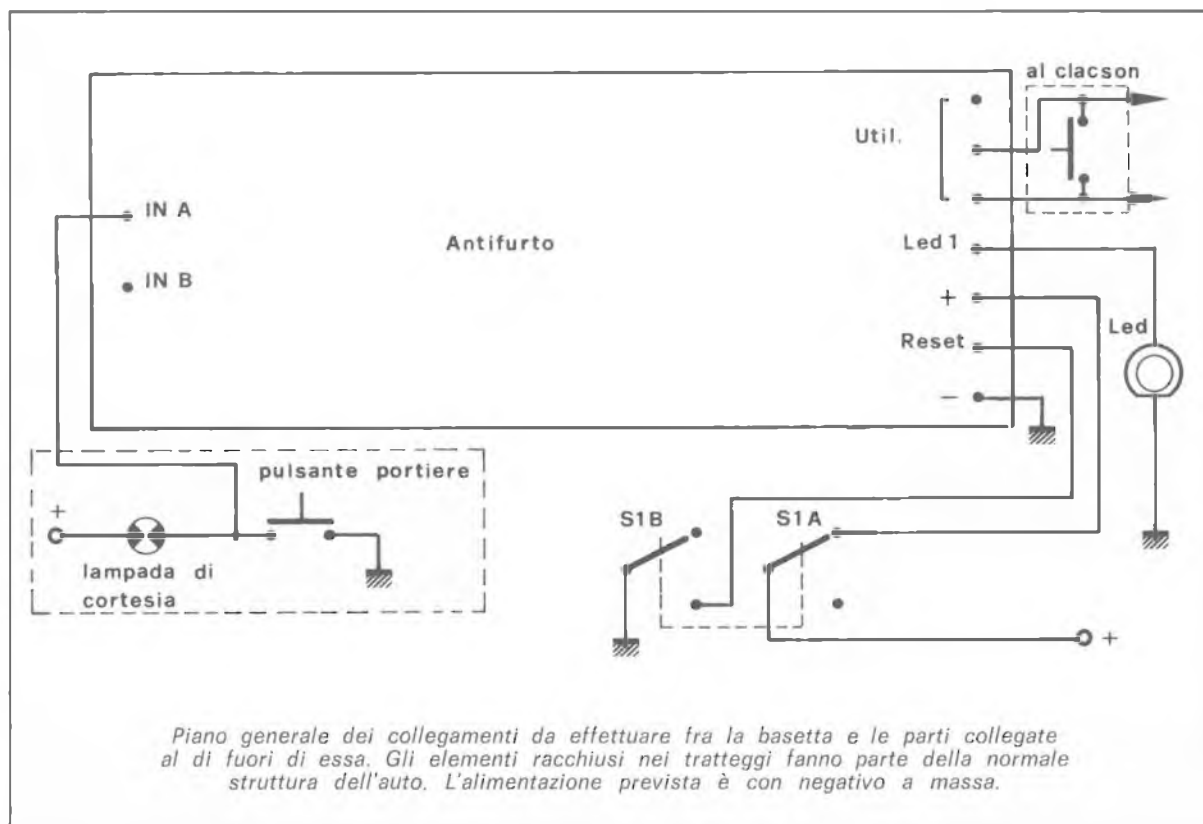 al clacson
Util.
IN A
Antifurto
Led 1
IN B
+
Led
Reset
−
pulsante portiere
+
S1B
S1A
lampada di
cortesia
+
Piano generale dei collegamenti da effettuare fra la basetta e le parti collegate
al di fuori di essa. Gli elementi racchiusi nei tratteggi fanno parte della normale
struttura dell'auto. L'alimentazione prevista è con negativo a massa.